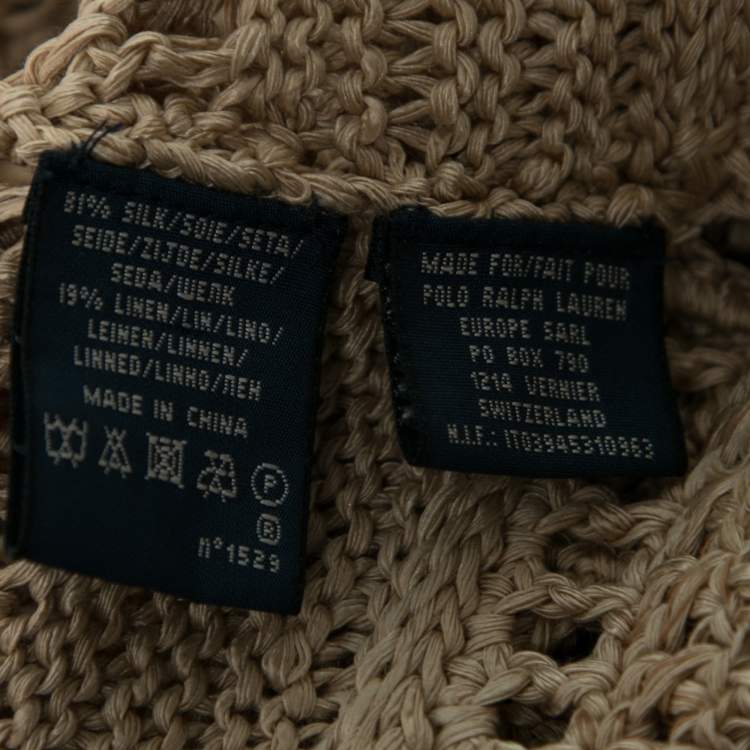 81% SILK/SOIE/SETA/
SEIDE/ZIJDE/SILKE/
SEDA/ШЕЛК
19% LINEN/LIN/LINO/
LEINEN/LINNEN/
LINNED/LINHO/ЛЕН
MADE IN CHINA
P
R
n°1529
MADE FOR/FAIT POUR
POLO RALPH LAUREN
EUROPE SARL
PO BOX 790
1214 VERNIER
SWITZERLAND
N.I.F.: IT03945310963